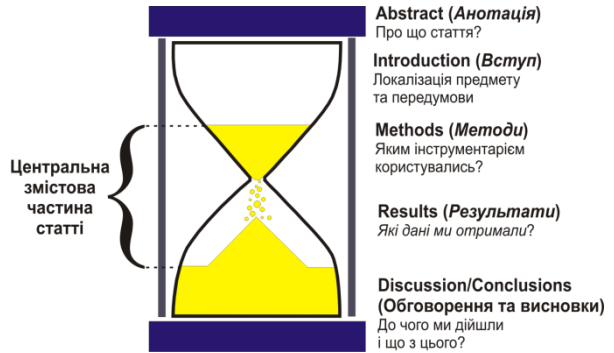 Abstract (Анотація)
Про що стаття?
Introduction (Вступ)
Локалізація предмету
та передумови
Methods (Методи)
Яким інструментарієм
користувались?
Центральна
змістова
частина
статті
Results (Результати)
Які дані ми отримали?
Discussion/Conclusions
(Обговорення та висновки)
До чого ми дійшли
і що з цього?